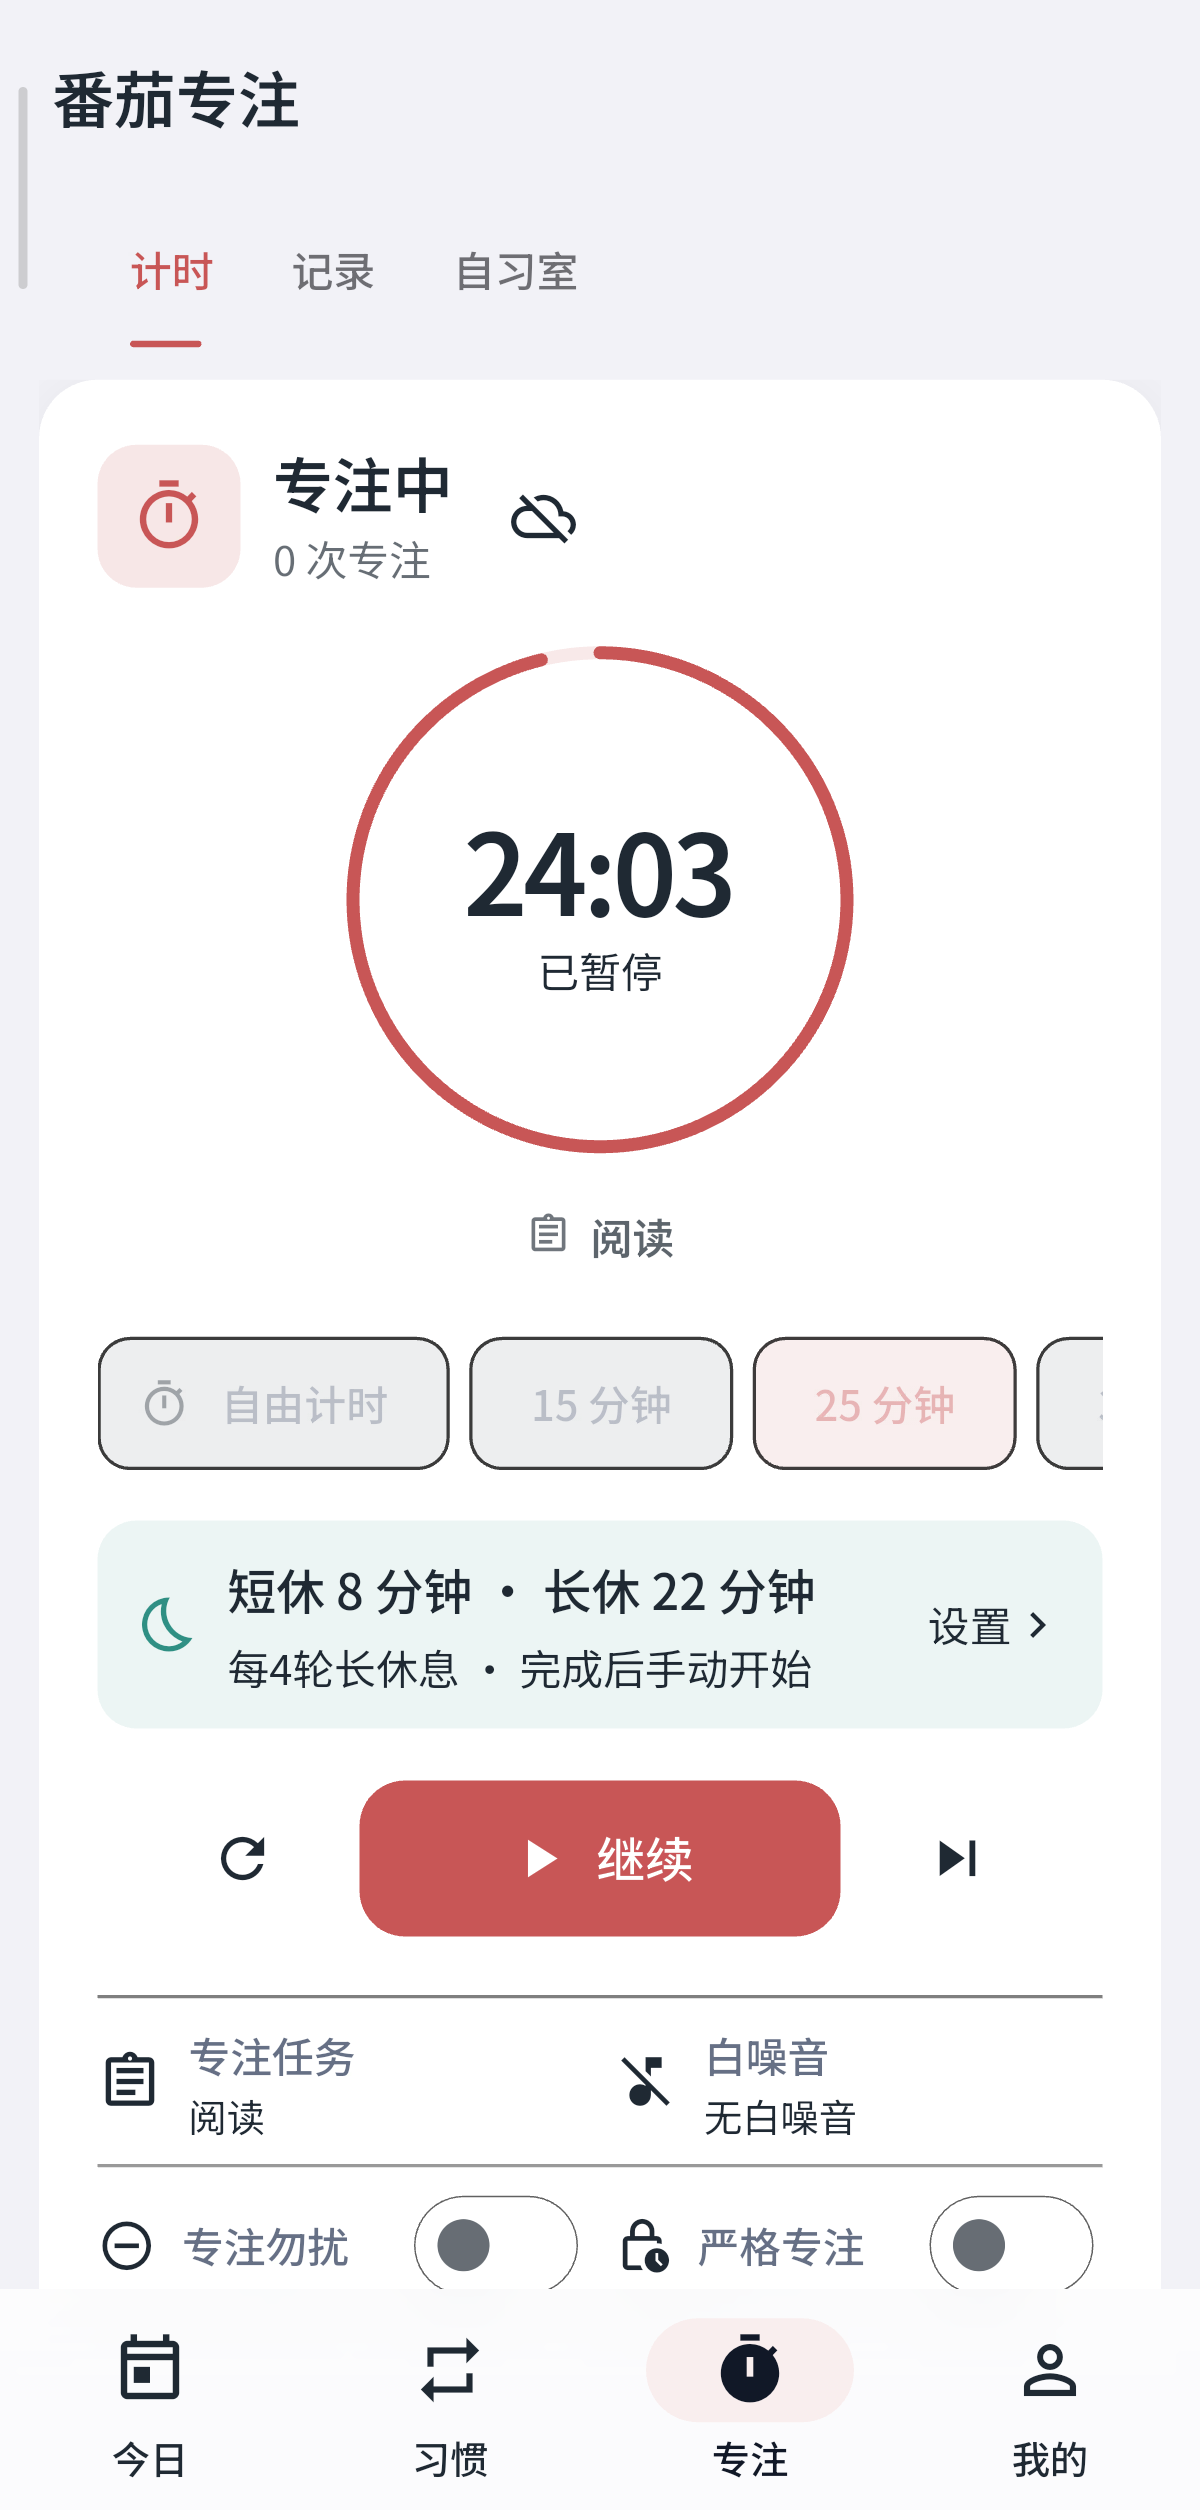 番茄专注
计时
记录
自习室
专注中
0 次专注
24:03
已暂停
阅读
自由计时
15 分钟
25 分钟
短休 8 分钟 · 长休 22 分钟
每4轮长休息 · 完成后手动开始
设置
继续
专注任务
阅读
白噪音
无白噪音
专注勿扰
严格专注
今日
习惯
专注
我的